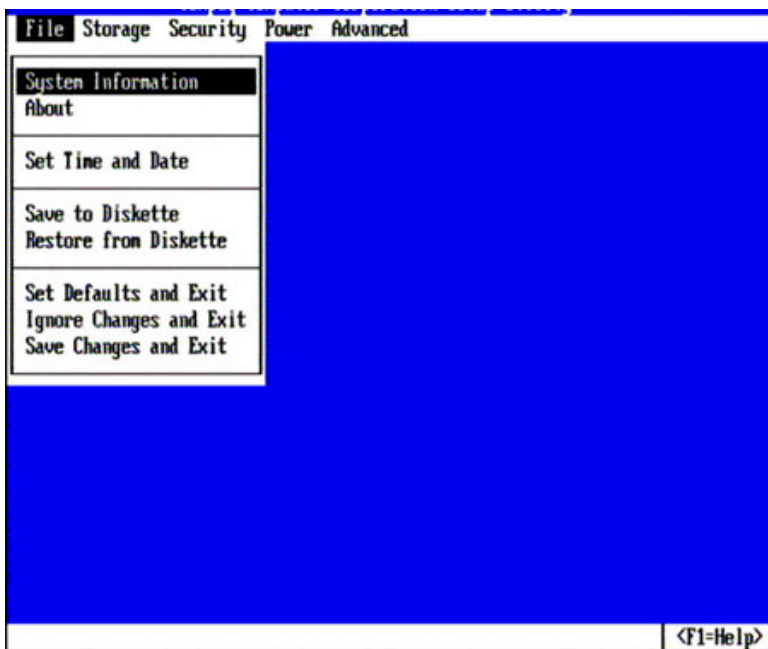 File Storage Security Power Advanced
System Information
About
Set Time and Date
Save to Diskette
Restore from Diskette
Set Defaults and Exit
Ignore Changes and Exit
Save Changes and Exit
<F1=Help>